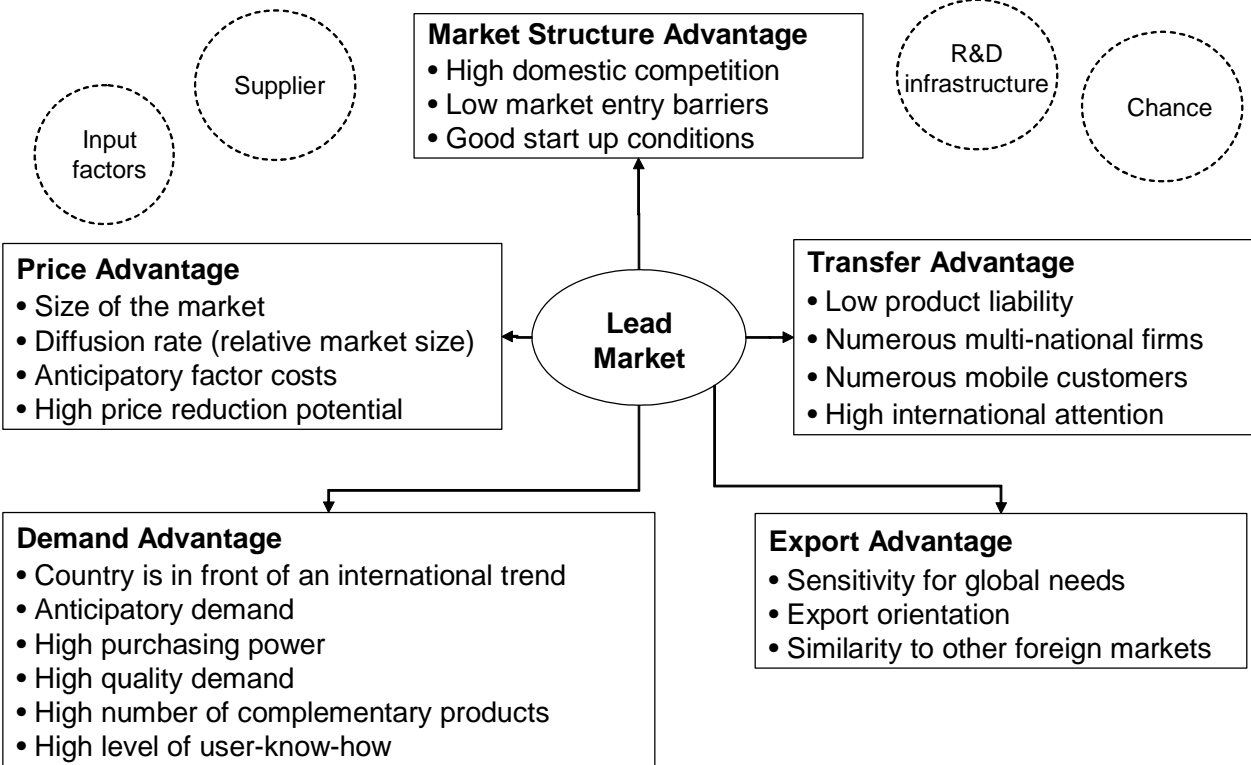 Market Structure Advantage
• High domestic competition
• Low market entry barriers
• Good start up conditions
Supplier
Input
factors
R&D
infrastructure
Chance
Price Advantage
• Size of the market
• Diffusion rate (relative market size)
• Anticipatory factor costs
• High price reduction potential
Lead
Market
Transfer Advantage
• Low product liability
• Numerous multi-national firms
• Numerous mobile customers
• High international attention
Demand Advantage
• Country is in front of an international trend
• Anticipatory demand
• High purchasing power
• High quality demand
• High number of complementary products
• High level of user-know-how
Export Advantage
• Sensitivity for global needs
• Export orientation
• Similarity to other foreign markets